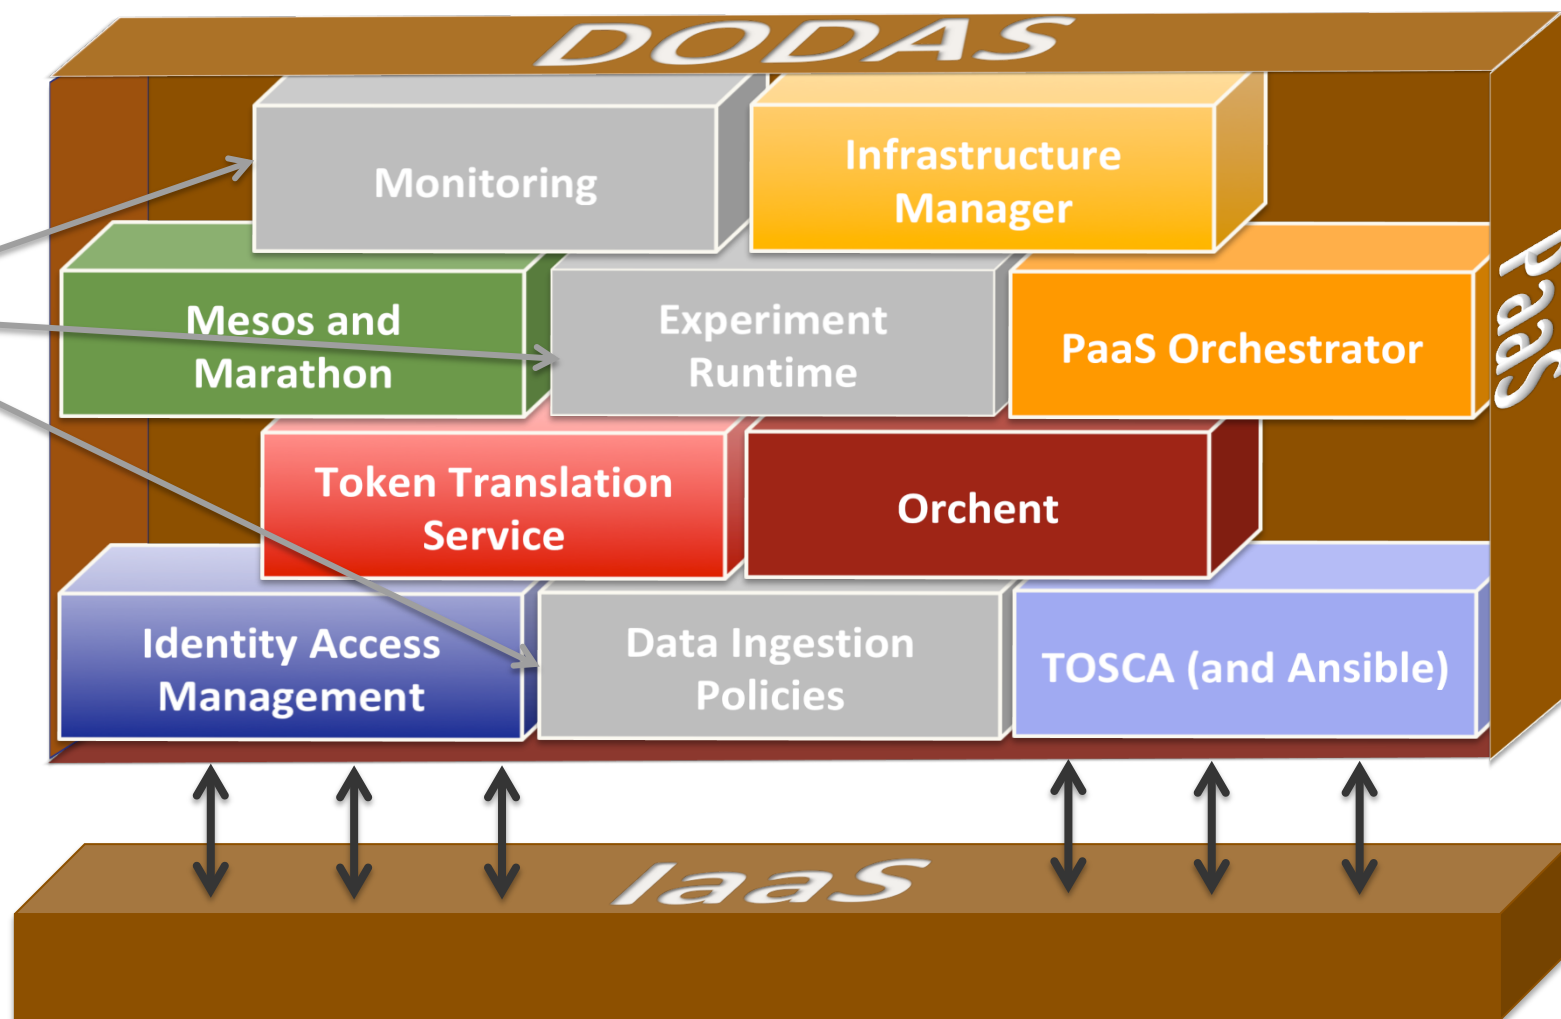 DODAS
Monitoring
Infrastructure
Manager
PaaS
Mesos and
Marathon
Experiment
Runtime
PaaS Orchestrator
Token Translation
Service
Orchent
Identity Access
Management
Data Ingestion
Policies
TOSCA (and Ansible)
IaaS